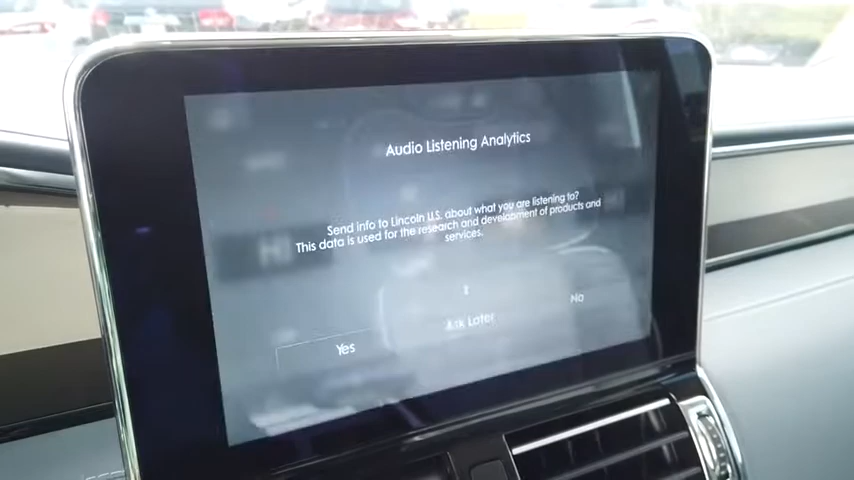 Audio Listening Analytics
Send info to Lincoln U.S. about what you are listening to?
This data is used for the research and development of products and
services.
Yes
Ask Later
No